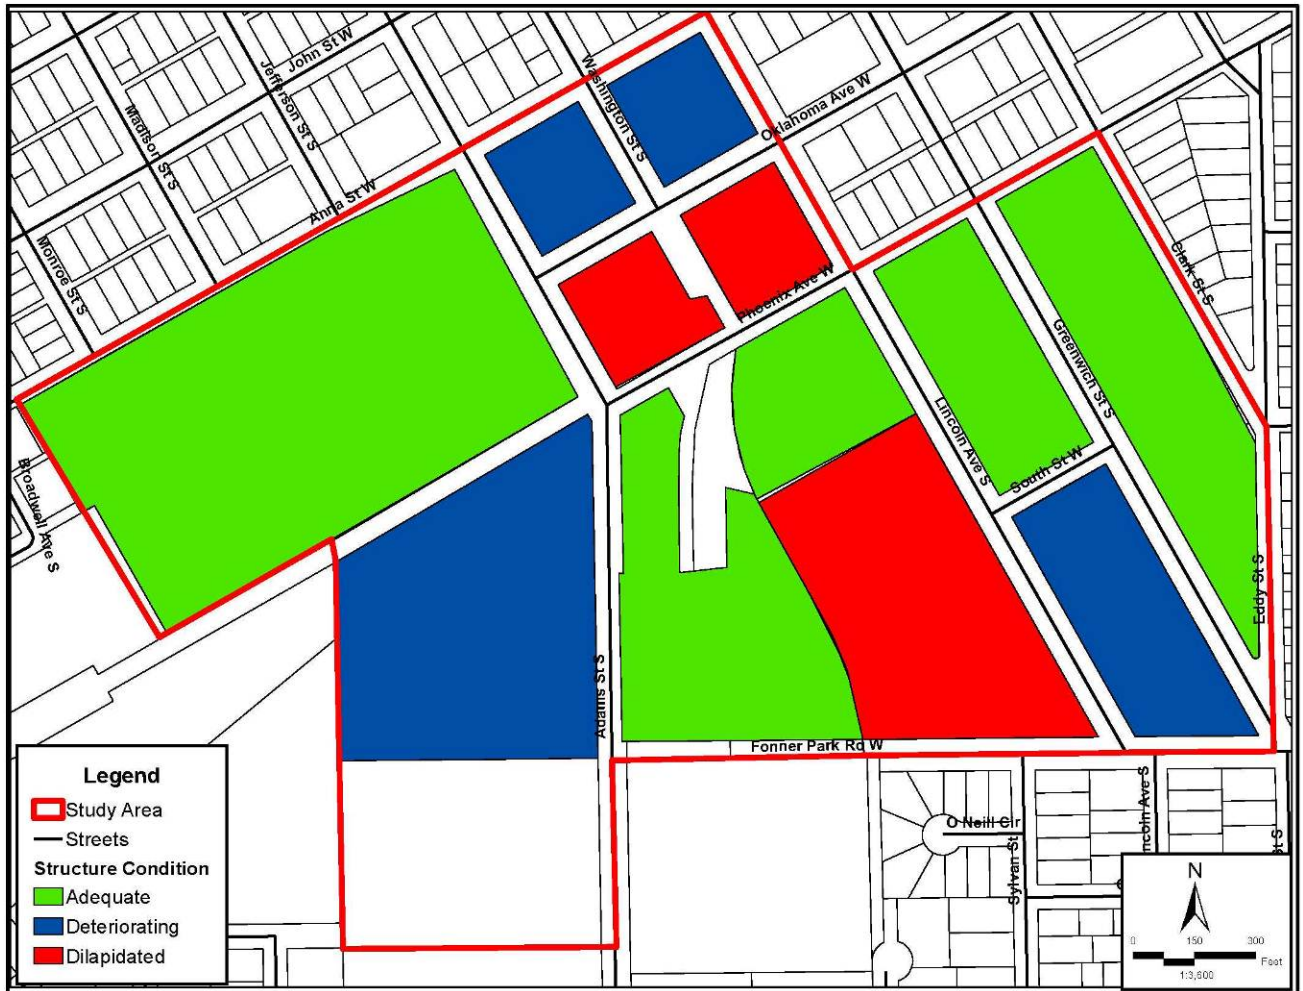 John St W
Jefferson St S
Madison St S
Washington St S
Oklahoma Ave W
Anna St W
Monroe St S
Clark St S
Phoenix Ave W
Greenwich St S
Lincoln Ave S
South St W
Broadwell Ave S
Eddy St S
Adams St S
Fonner Park Rd W
O Neill Cir
Sylvan St
ncoln Ave S
St S
Legend
Study Area
Streets
Structure Condition
Adequate
Deteriorating
Dilapidated
N
0 150 300
Feet
1:3,600